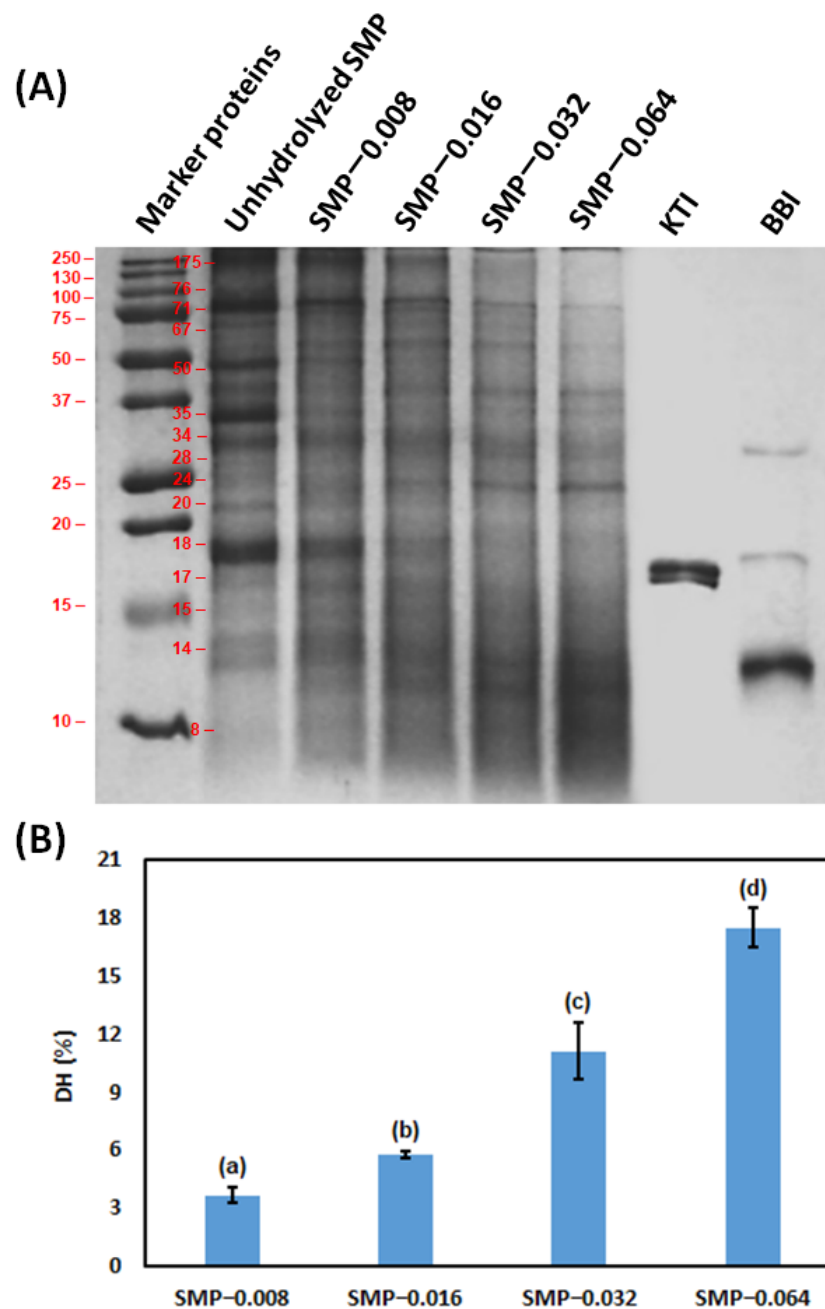 (A)
Marker proteins
Unhydrolyzed SMP
SMP−0.008
SMP−0.016
SMP−0.032
SMP−0.064
KTI
BBI
250 –
130 –
100 –
75 –
50 –
37 –
25 –
20 –
15 –
10 –
175 –
76 –
71 –
67 –
50 –
35 –
34 –
28 –
24 –
20 –
18 –
17 –
15 –
14 –
8 –
(B)
21
18
15
12
9
6
3
0
DH (%)
(a)
(b)
(c)
(d)
SMP−0.008
SMP−0.016
SMP−0.032
SMP−0.064